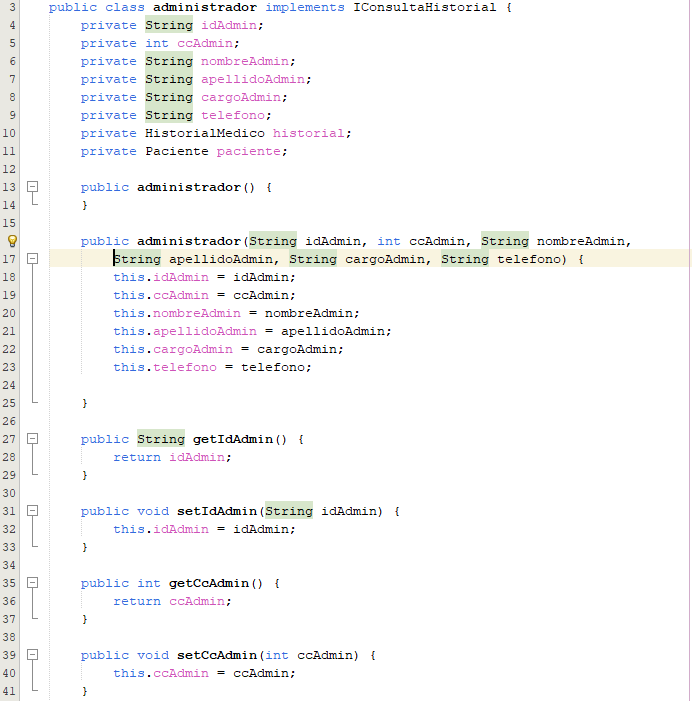 3 public class administrador implements IConsultaHistorial {
4 private String idAdmin;
5 private int ccAdmin;
6 private String nombreAdmin;
7 private String apellidoAdmin;
8 private String cargoAdmin;
9 private String telefono;
10 private HistorialMedico historial;
11 private Paciente paciente;
12
13 public administrador() {
14 }
15
public administrador(String idAdmin, int ccAdmin, String nombreAdmin,
17 String apellidoAdmin, String cargoAdmin, String telefono) {
18 this.idAdmin = idAdmin;
19 this.ccAdmin = ccAdmin;
20 this.nombreAdmin = nombreAdmin;
21 this.apellidoAdmin = apellidoAdmin;
22 this.cargoAdmin = cargoAdmin;
23 this.telefono = telefono;
24
25 }
26
27 public String getIdAdmin() {
28 return idAdmin;
29 }
30
31 public void setIdAdmin(String idAdmin) {
32 this.idAdmin = idAdmin;
33 }
34
35 public int getCcAdmin() {
36 return ccAdmin;
37 }
38
39 public void setCcAdmin(int ccAdmin) {
40 this.ccAdmin = ccAdmin;
41 }